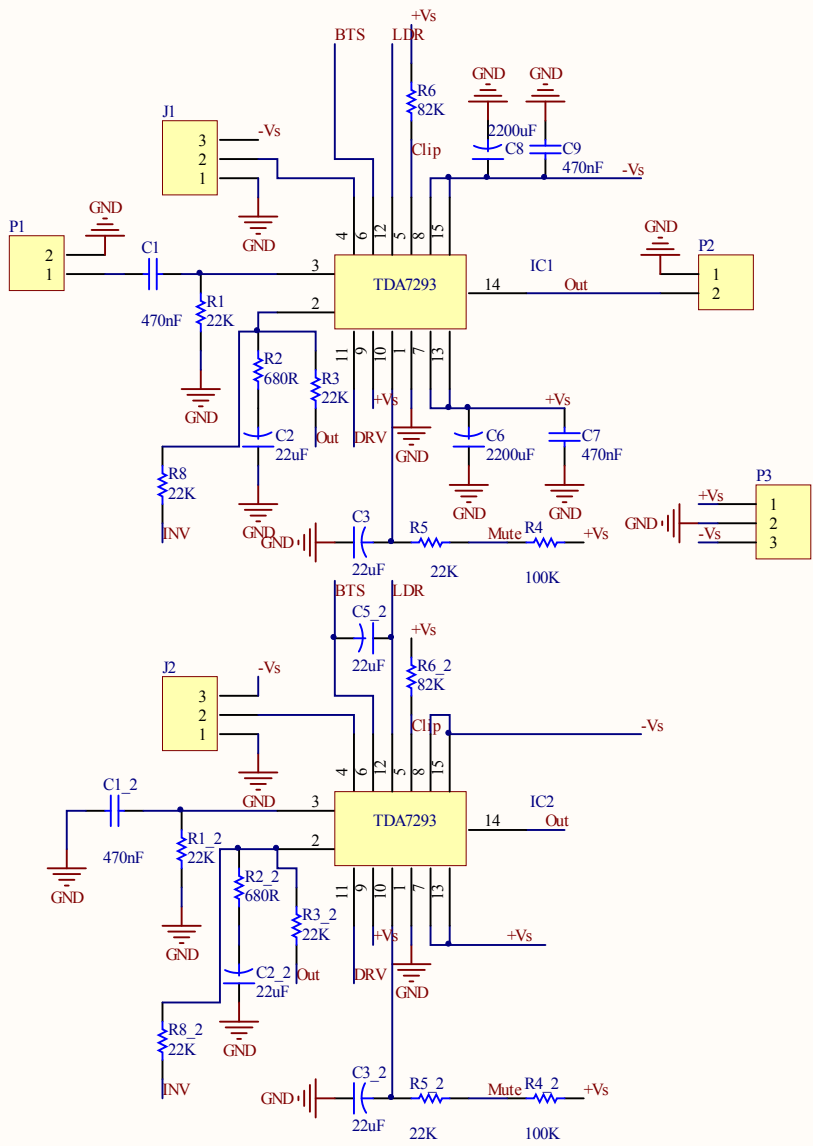 +Vs
BTS
LDR
R6
82K
GND
GND
J1
2200uF
C8
C9
470nF
-Vs
3
2
1
-Vs
Clip
GND
GND
P1
2
1
C1
470nF
R1
22K
GND
4
6
12
5
8
15
3
2
TDA7293
14
IC1
Out
GND
P2
1
2
11
9
10
1
7
13
R2
680R
R3
22K
C2
22uF
Out
DRV
+Vs
GND
+Vs
C6
2200uF
C7
470nF
GND
GND
R8
22K
INV
GND
GND
C3
22uF
R5
22K
Mute
R4
100K
+Vs
P3
+Vs
GND
-Vs
1
2
3
BTS
LDR
C5_2
22uF
+Vs
R6_2
82K
Clip
-Vs
J2
3
2
1
-Vs
GND
4
6
12
5
8
15
C1_2
470nF
GND
R1_2
22K
GND
3
2
TDA7293
14
IC2
Out
11
9
10
1
7
13
R2_2
680R
R3_2
22K
C2_2
22uF
Out
DRV
+Vs
GND
+Vs
GND
R8_2
22K
INV
GND
C3_2
22uF
R5_2
22K
Mute
R4_2
100K
+Vs